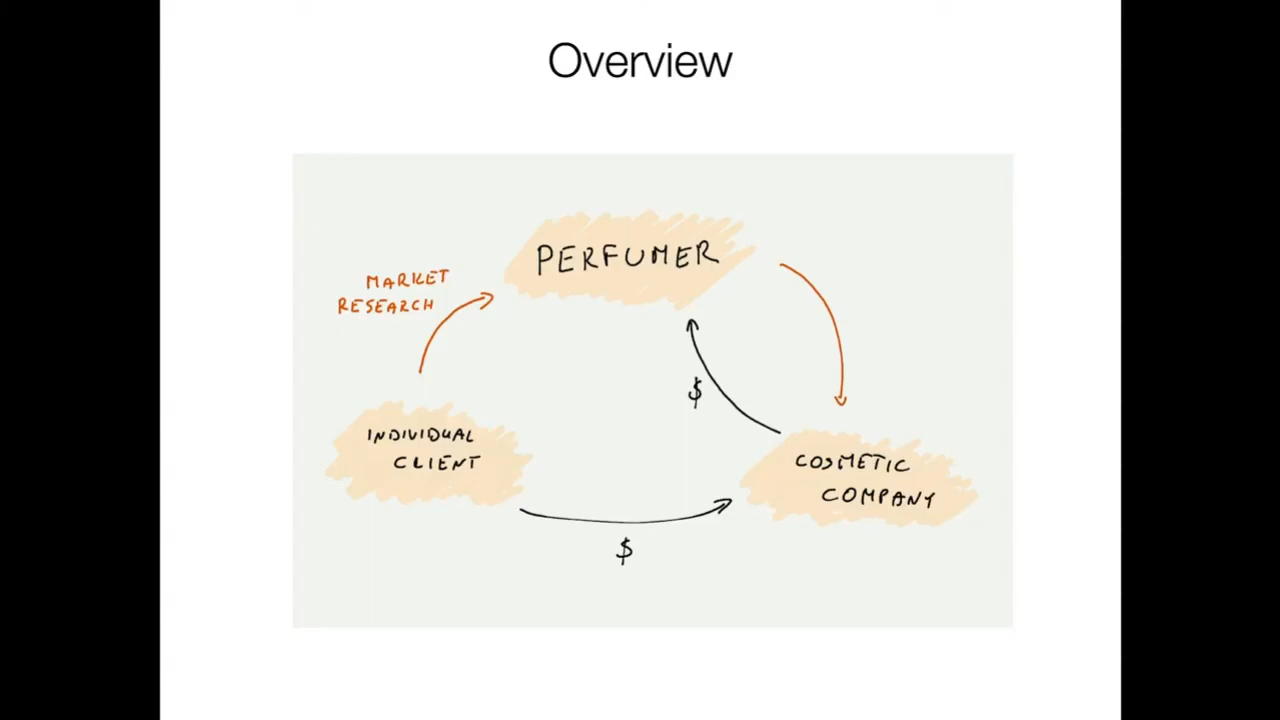 Overview
PERFUMER
MARKET
RESEARCH
$
INDIVIDUAL
CLIENT
COSMETIC
COMPANY
$